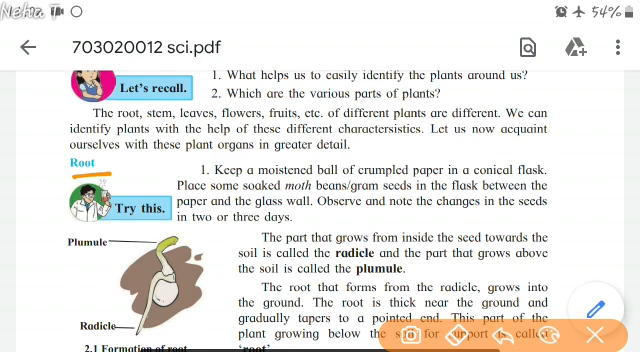 Neha T
54%
703020012 sci.pdf
Let's recall.
1. What helps us to easily identify the plants around us?
2. Which are the various parts of plants?
The root, stem, leaves, flowers, fruits, etc. of different plants are different. We can
identify plants with the help of these different charactersistics. Let us now acquaint
ourselves with these plant organs in greater detail.
Root
Try this.
1. Keep a moistened ball of crumpled paper in a conical flask.
Place some soaked moth beans/gram seeds in the flask between the
paper and the glass wall. Observe and note the changes in the seeds
in two or three days.
Plumule
Radicle
2.1 Formation of root
The part that grows from inside the seed towards the
soil is called the radicle and the part that grows above
the soil is called the plumule.
The root that forms from the radicle, grows into
the ground. The root is thick near the ground and
gradually tapers to a pointed end. This part of the
plant growing below the soil for support is called
'root'